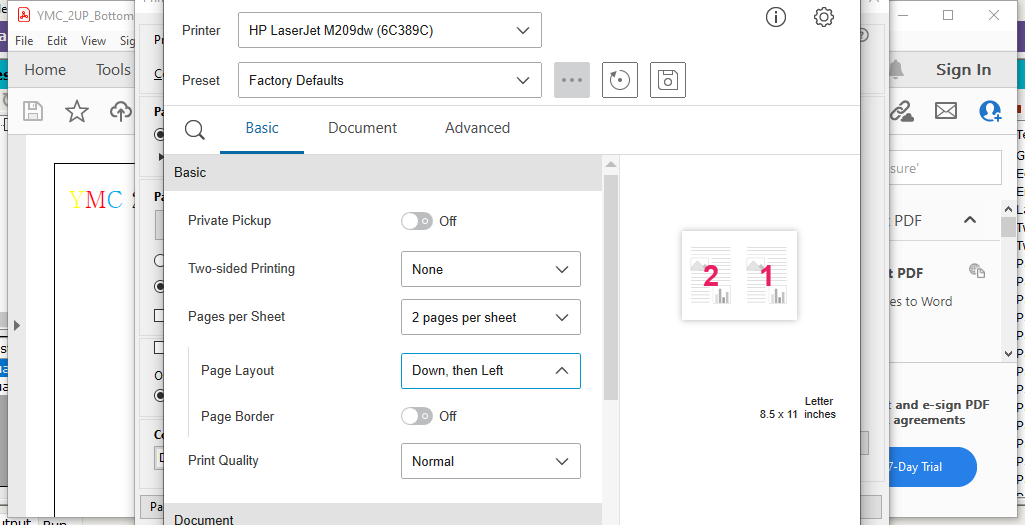 YMC_2UP_Bottom
File Edit View Sig
Home Tools
Sign In
Printer HP LaserJet M209dw (6C389C)
Preset Factory Defaults
Basic Document Advanced
Basic
Private Pickup Off
Two-sided Printing None
Pages per Sheet 2 pages per sheet
Page Layout Down, then Left
Page Border Off
Print Quality Normal
Document
2 1
Letter
8.5 x 11 inches
YMC 2
sure'
PDF
t PDF
es to Word
t and e-sign PDF
agreements
7-Day Trial